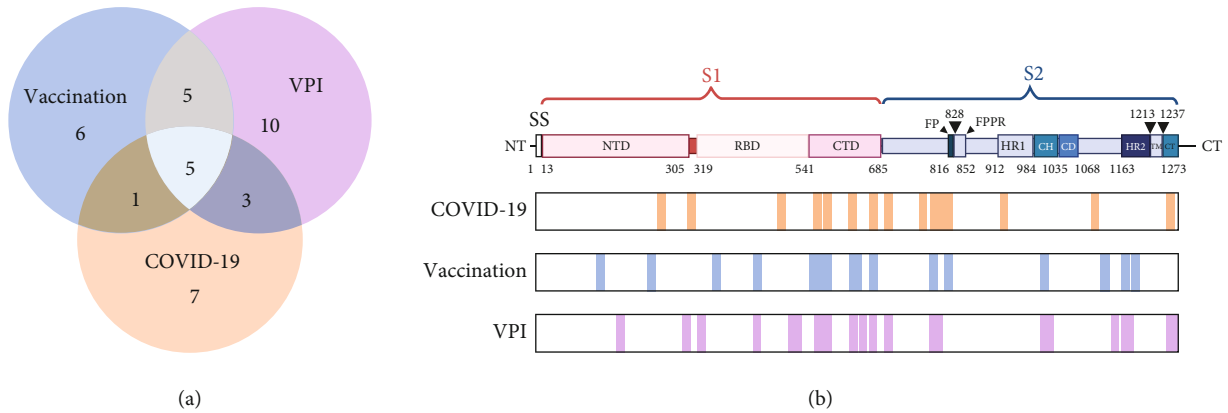 Vaccination
6
5
VPI
10
5
1
3
COVID-19
7
(a)
S1
S2
SS
828
1213
1237
FP
FPPR
NT
NTD
RBD
CTD
HR1
CH
CD
HR2
TM
CT
CT
1
13
305
319
541
685
816
852
912
984
1035
1068
1163
1273
COVID-19
Vaccination
VPI
(b)